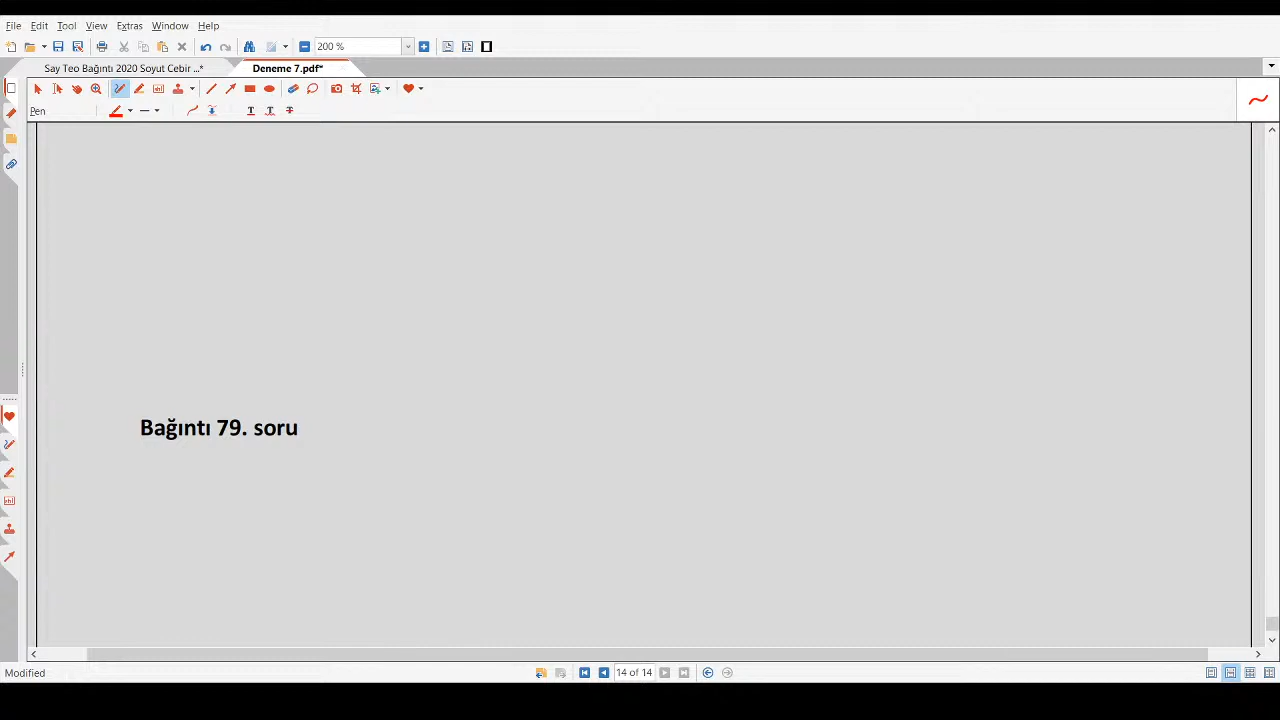 File Edit Tool View Extras Window Help
200 %
Say Teo Bağıntı 2020 Soyut Cebir ...*
Deneme 7.pdf*
Pen
Bağıntı 79. soru
Modified
14 of 14